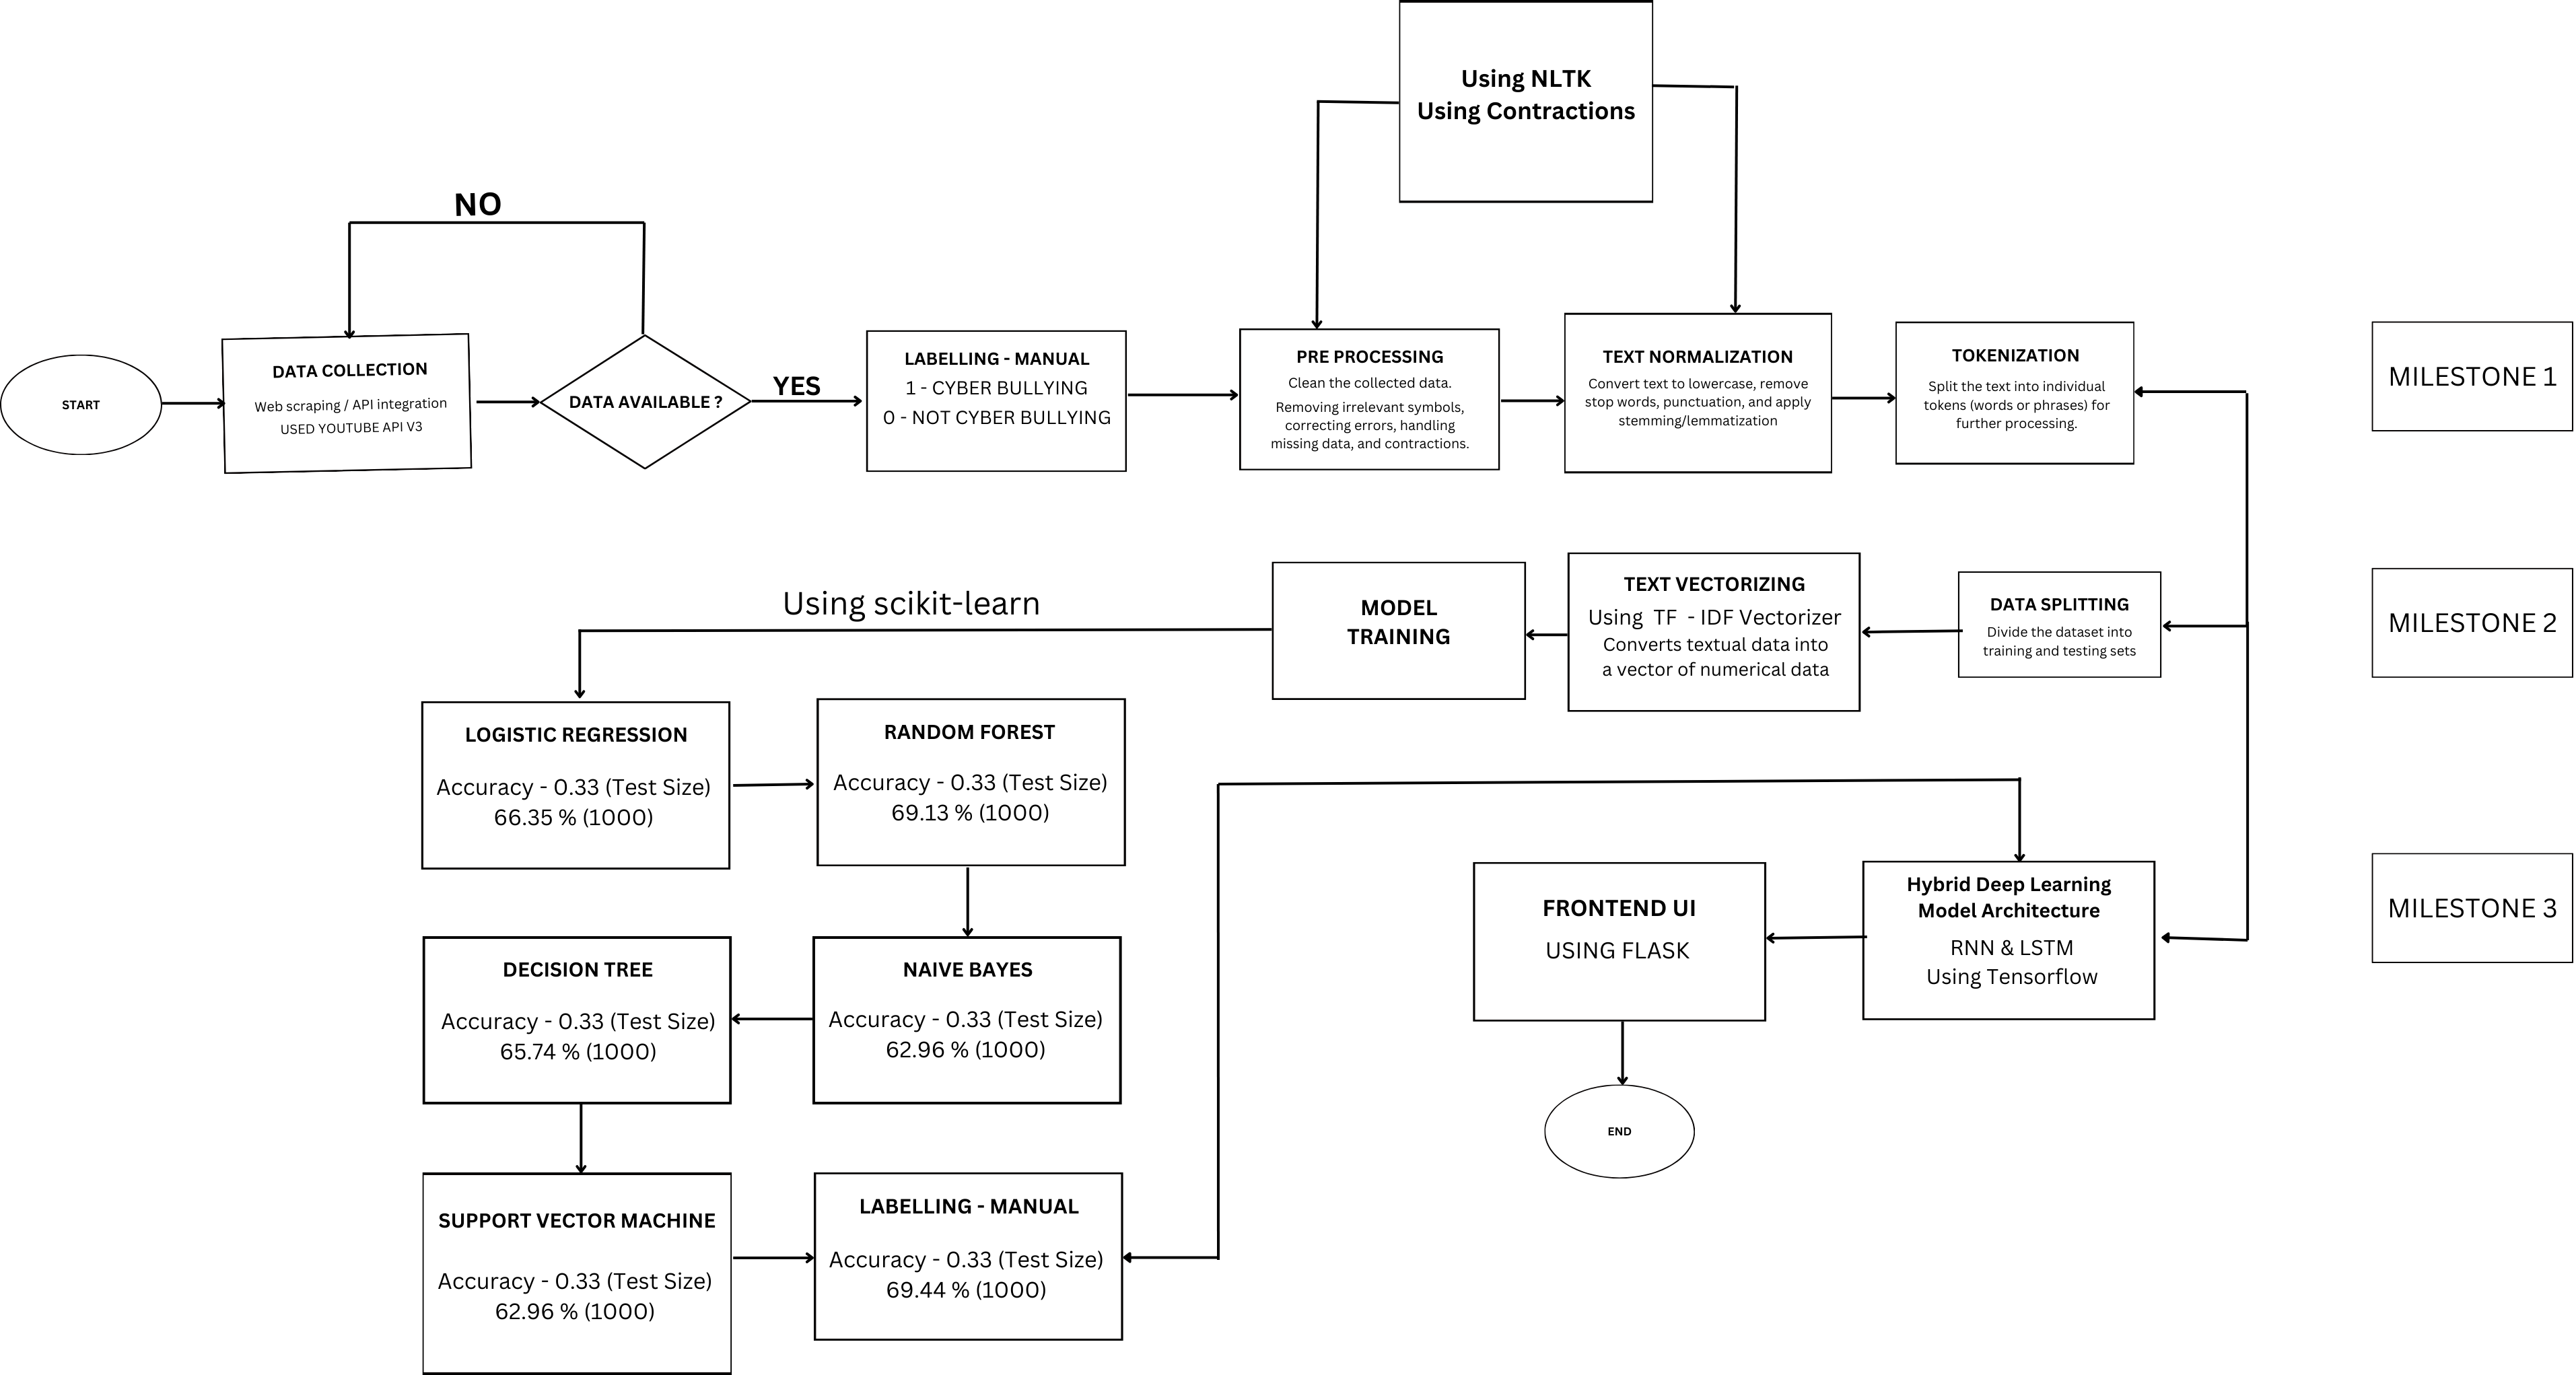 Using NLTK
Using Contractions
NO
START
DATA COLLECTION
Web scraping / API integration
USED YOUTUBE API V3
DATA AVAILABLE ?
YES
LABELLING - MANUAL
1 - CYBER BULLYING
0 - NOT CYBER BULLYING
PRE PROCESSING
Clean the collected data.
Removing irrelevant symbols,
correcting errors, handling
missing data, and contractions.
TEXT NORMALIZATION
Convert text to lowercase, remove
stop words, punctuation, and apply
stemming/lemmatization
TOKENIZATION
Split the text into individual
tokens (words or phrases) for
further processing.
MILESTONE 1
Using scikit-learn
MODEL
TRAINING
TEXT VECTORIZING
Using TF - IDF Vectorizer
Converts textual data into
a vector of numerical data
DATA SPLITTING
Divide the dataset into
training and testing sets
MILESTONE 2
LOGISTIC REGRESSION
Accuracy - 0.33 (Test Size)
66.35 % (1000)
RANDOM FOREST
Accuracy - 0.33 (Test Size)
69.13 % (1000)
DECISION TREE
Accuracy - 0.33 (Test Size)
65.74 % (1000)
NAIVE BAYES
Accuracy - 0.33 (Test Size)
62.96 % (1000)
FRONTEND UI
USING FLASK
Hybrid Deep Learning
Model Architecture
RNN & LSTM
Using Tensorflow
MILESTONE 3
END
SUPPORT VECTOR MACHINE
Accuracy - 0.33 (Test Size)
62.96 % (1000)
LABELLING - MANUAL
Accuracy - 0.33 (Test Size)
69.44 % (1000)